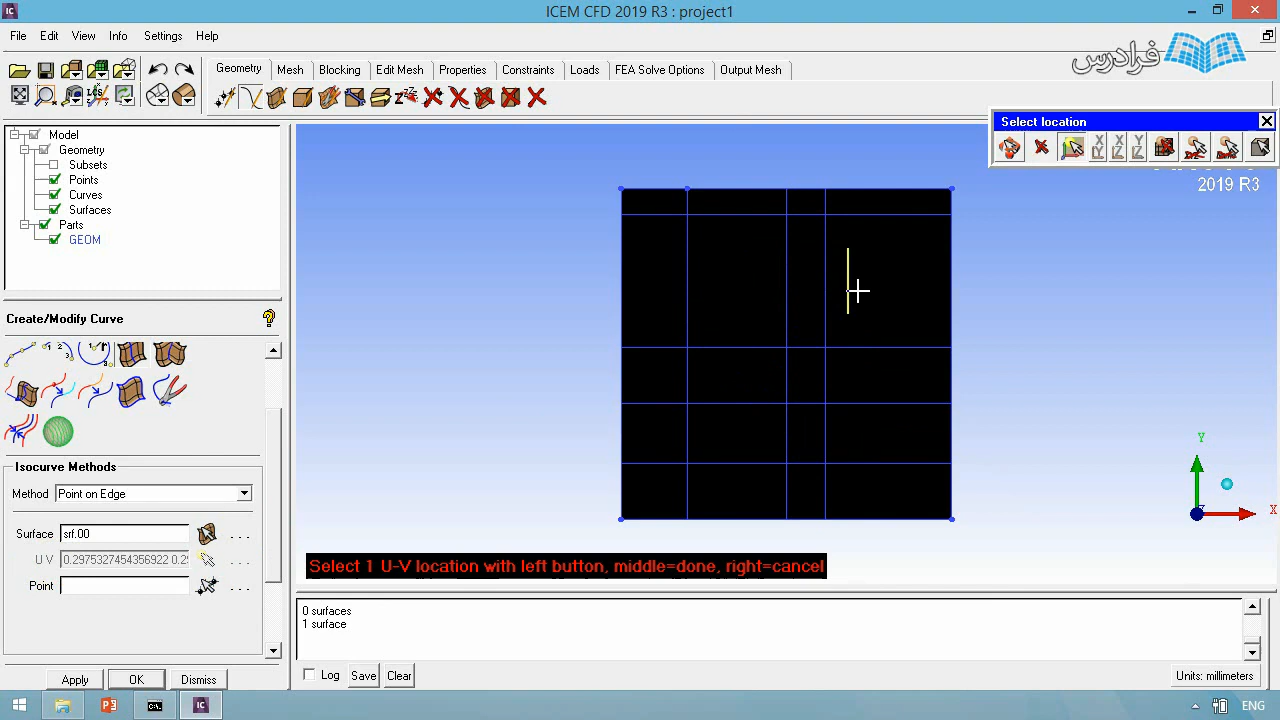 ICEM CFD 2019 R3 : project1
File Edit View Info Settings Help
Geometry Mesh Blocking Edit Mesh Properties Constraints Loads FEA Solve Options Output Mesh
فرادرس
Select location
2019 R3
Model
Geometry
Subsets
Points
Curves
Surfaces
Parts
GEOM
Create/Modify Curve
Isocurve Methods
Method Point on Edge
Surface srf.00
U V 0.2975327454356922 0.2
Point
Apply OK Dismiss
Y
X
Select 1 U-V location with left button, middle=done, right=cancel
0 surfaces
1 surface
Log Save Clear
Units: millimeters
ENG